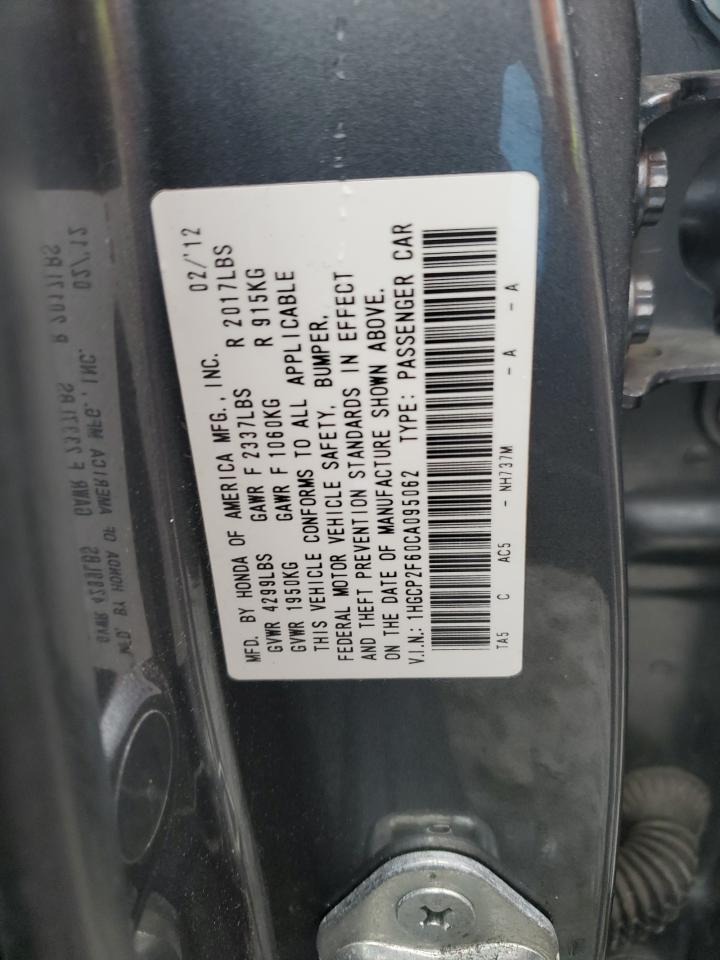 MFD. BY HONDA OF AMERICA MFG., INC. 02/'12
GVWR 4299LBS GAWR F 2337LBS R 2017LBS
GVWR 1950KG GAWR F 1060KG R 915KG
THIS VEHICLE CONFORMS TO ALL APPLICABLE
FEDERAL MOTOR VEHICLE SAFETY, BUMPER,
AND THEFT PREVENTION STANDARDS IN EFFECT
ON THE DATE OF MANUFACTURE SHOWN ABOVE.
V.I.N.: 1HGCP2F60CA095062 TYPE: PASSENGER CAR
TA5 C AC5 - NH737M - A - A